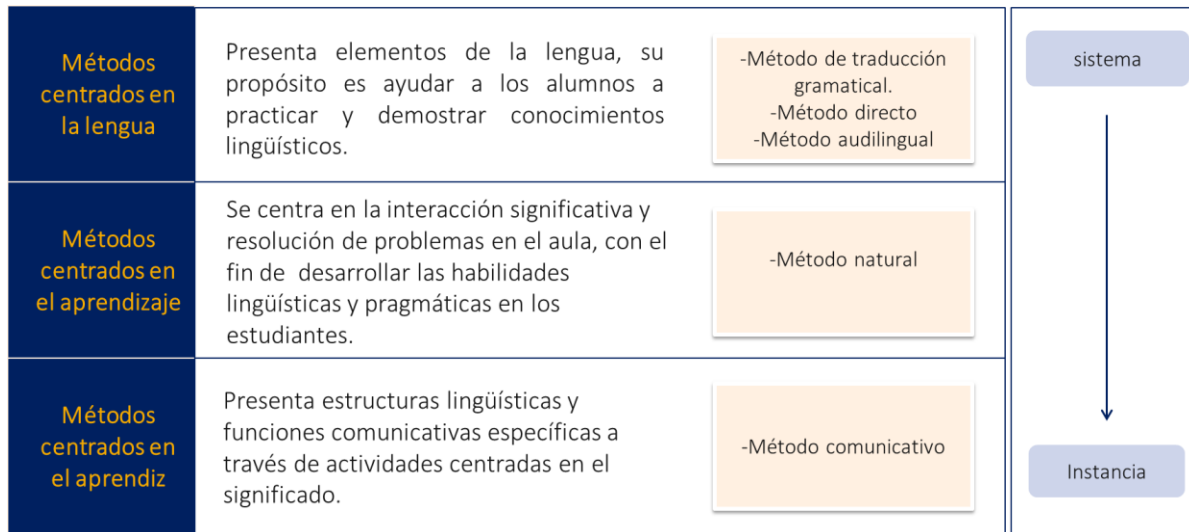 Métodos
centrados en
la lengua
Presenta elementos de la lengua, su
propósito es ayudar a los alumnos a
practicar y demostrar conocimientos
lingüísticos.
-Método de traducción
gramatical.
-Método directo
-Método audilingual
sistema
Métodos
centrados en
el aprendizaje
Se centra en la interacción significativa y
resolución de problemas en el aula, con el
fin de desarrollar las habilidades
lingüísticas y pragmáticas en los
estudiantes.
-Método natural
Métodos
centrados en
el aprendiz
Presenta estructuras lingüísticas y
funciones comunicativas específicas a
través de actividades centradas en el
significado.
-Método comunicativo
Instancia